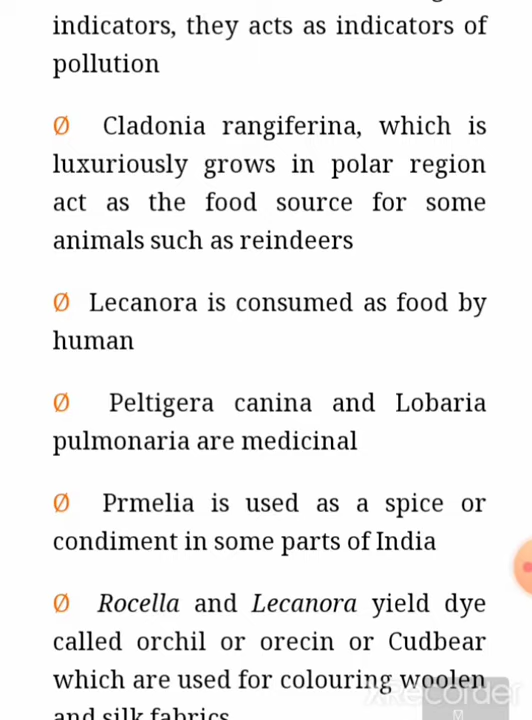 indicators, they acts as indicators of
pollution
Ø Cladonia rangiferina, which is
luxuriously grows in polar region
act as the food source for some
animals such as reindeers
Ø Lecanora is consumed as food by
human
Ø Peltigera canina and Lobaria
pulmonaria are medicinal
Ø Prmelia is used as a spice or
condiment in some parts of India
Ø Rocella and Lecanora yield dye
called orchil or orecin or Cudbear
which are used for colouring woolen
and silk fabrics
XRecorder